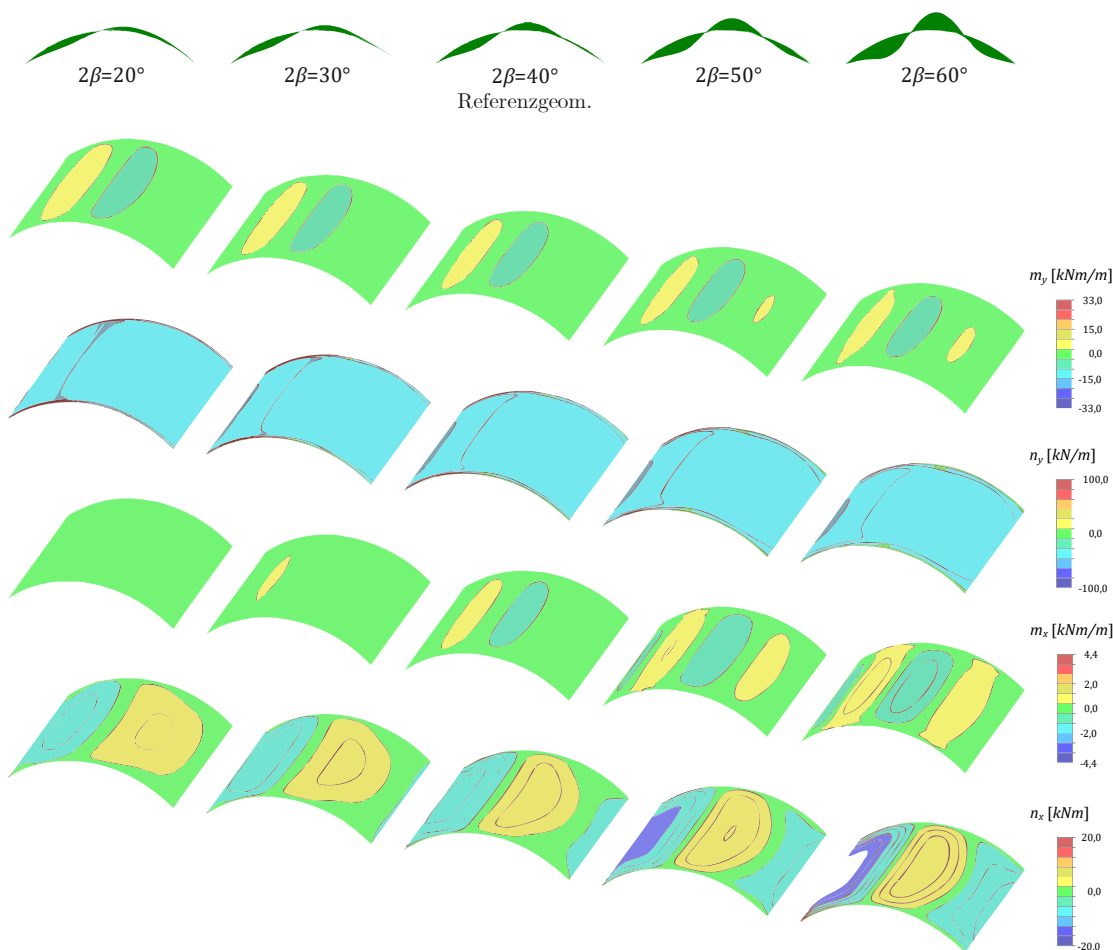 2β=20°
2β=30°
2β=40°
2β=50°
2β=60°
Referenzgeom.
m_y [kNm/m]
33,0
15,0
0,0
-15,0
-33,0
n_y [kN/m]
100,0
0,0
-100,0
m_x [kNm/m]
4,4
2,0
0,0
-2,0
-4,4
n_x [kNm]
20,0
0,0
-20,0